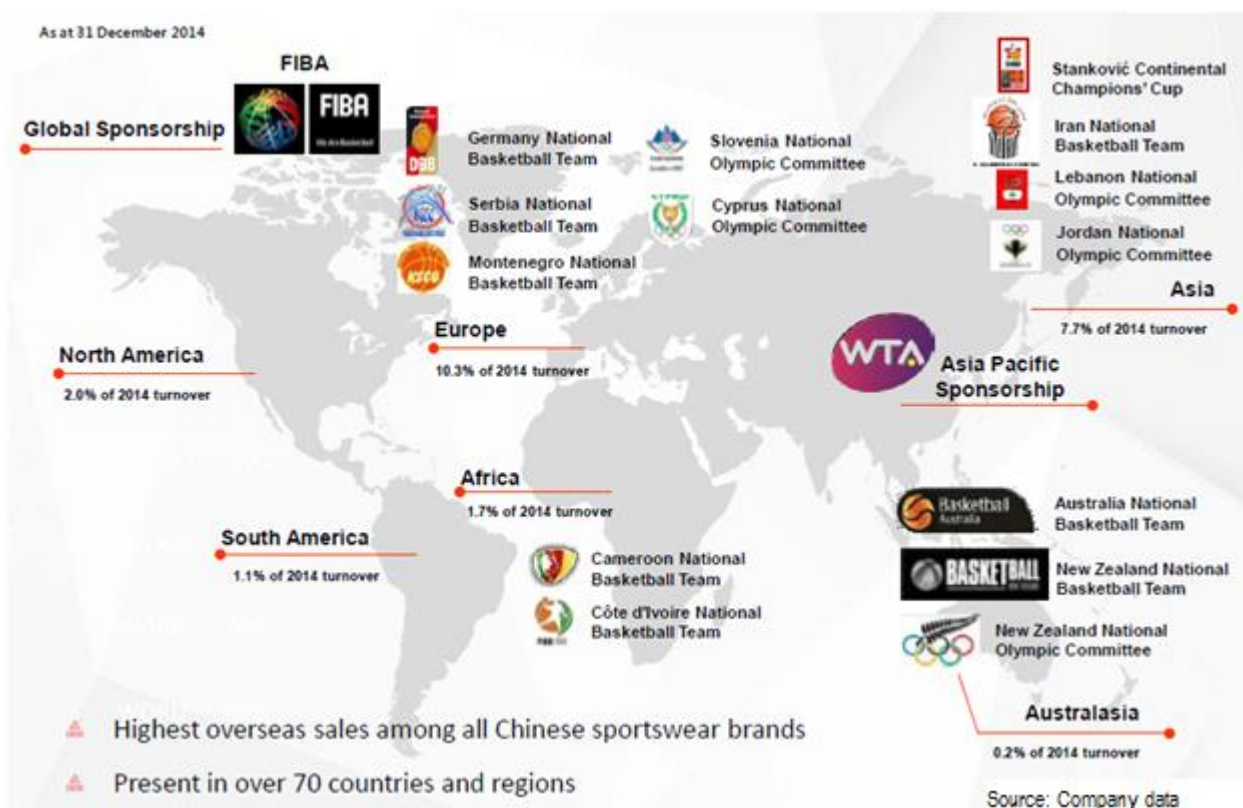 As at 31 December 2014
FIBA
FIBA
We Are Basketball
Global Sponsorship
DBB
Germany National
Basketball Team
Serbia National
Basketball Team
KSCG
Montenegro National
Basketball Team
Slovenia National
Olympic Committee
Cyprus National
Olympic Committee
Stanković Continental
Champions' Cup
Iran National
Basketball Team
Lebanon National
Olympic Committee
Jordan National
Olympic Committee
Asia
7.7% of 2014 turnover
Europe
10.3% of 2014 turnover
North America
2.0% of 2014 turnover
WTA
Asia Pacific
Sponsorship
Africa
1.7% of 2014 turnover
South America
1.1% of 2014 turnover
Cameroon National
Basketball Team
Côte d'Ivoire National
Basketball Team
Basketball
Australia
Australia National
Basketball Team
BASKETBALL
New Zealand National
Basketball Team
New Zealand National
Olympic Committee
Australasia
0.2% of 2014 turnover
Highest overseas sales among all Chinese sportswear brands
Present in over 70 countries and regions
Source: Company data